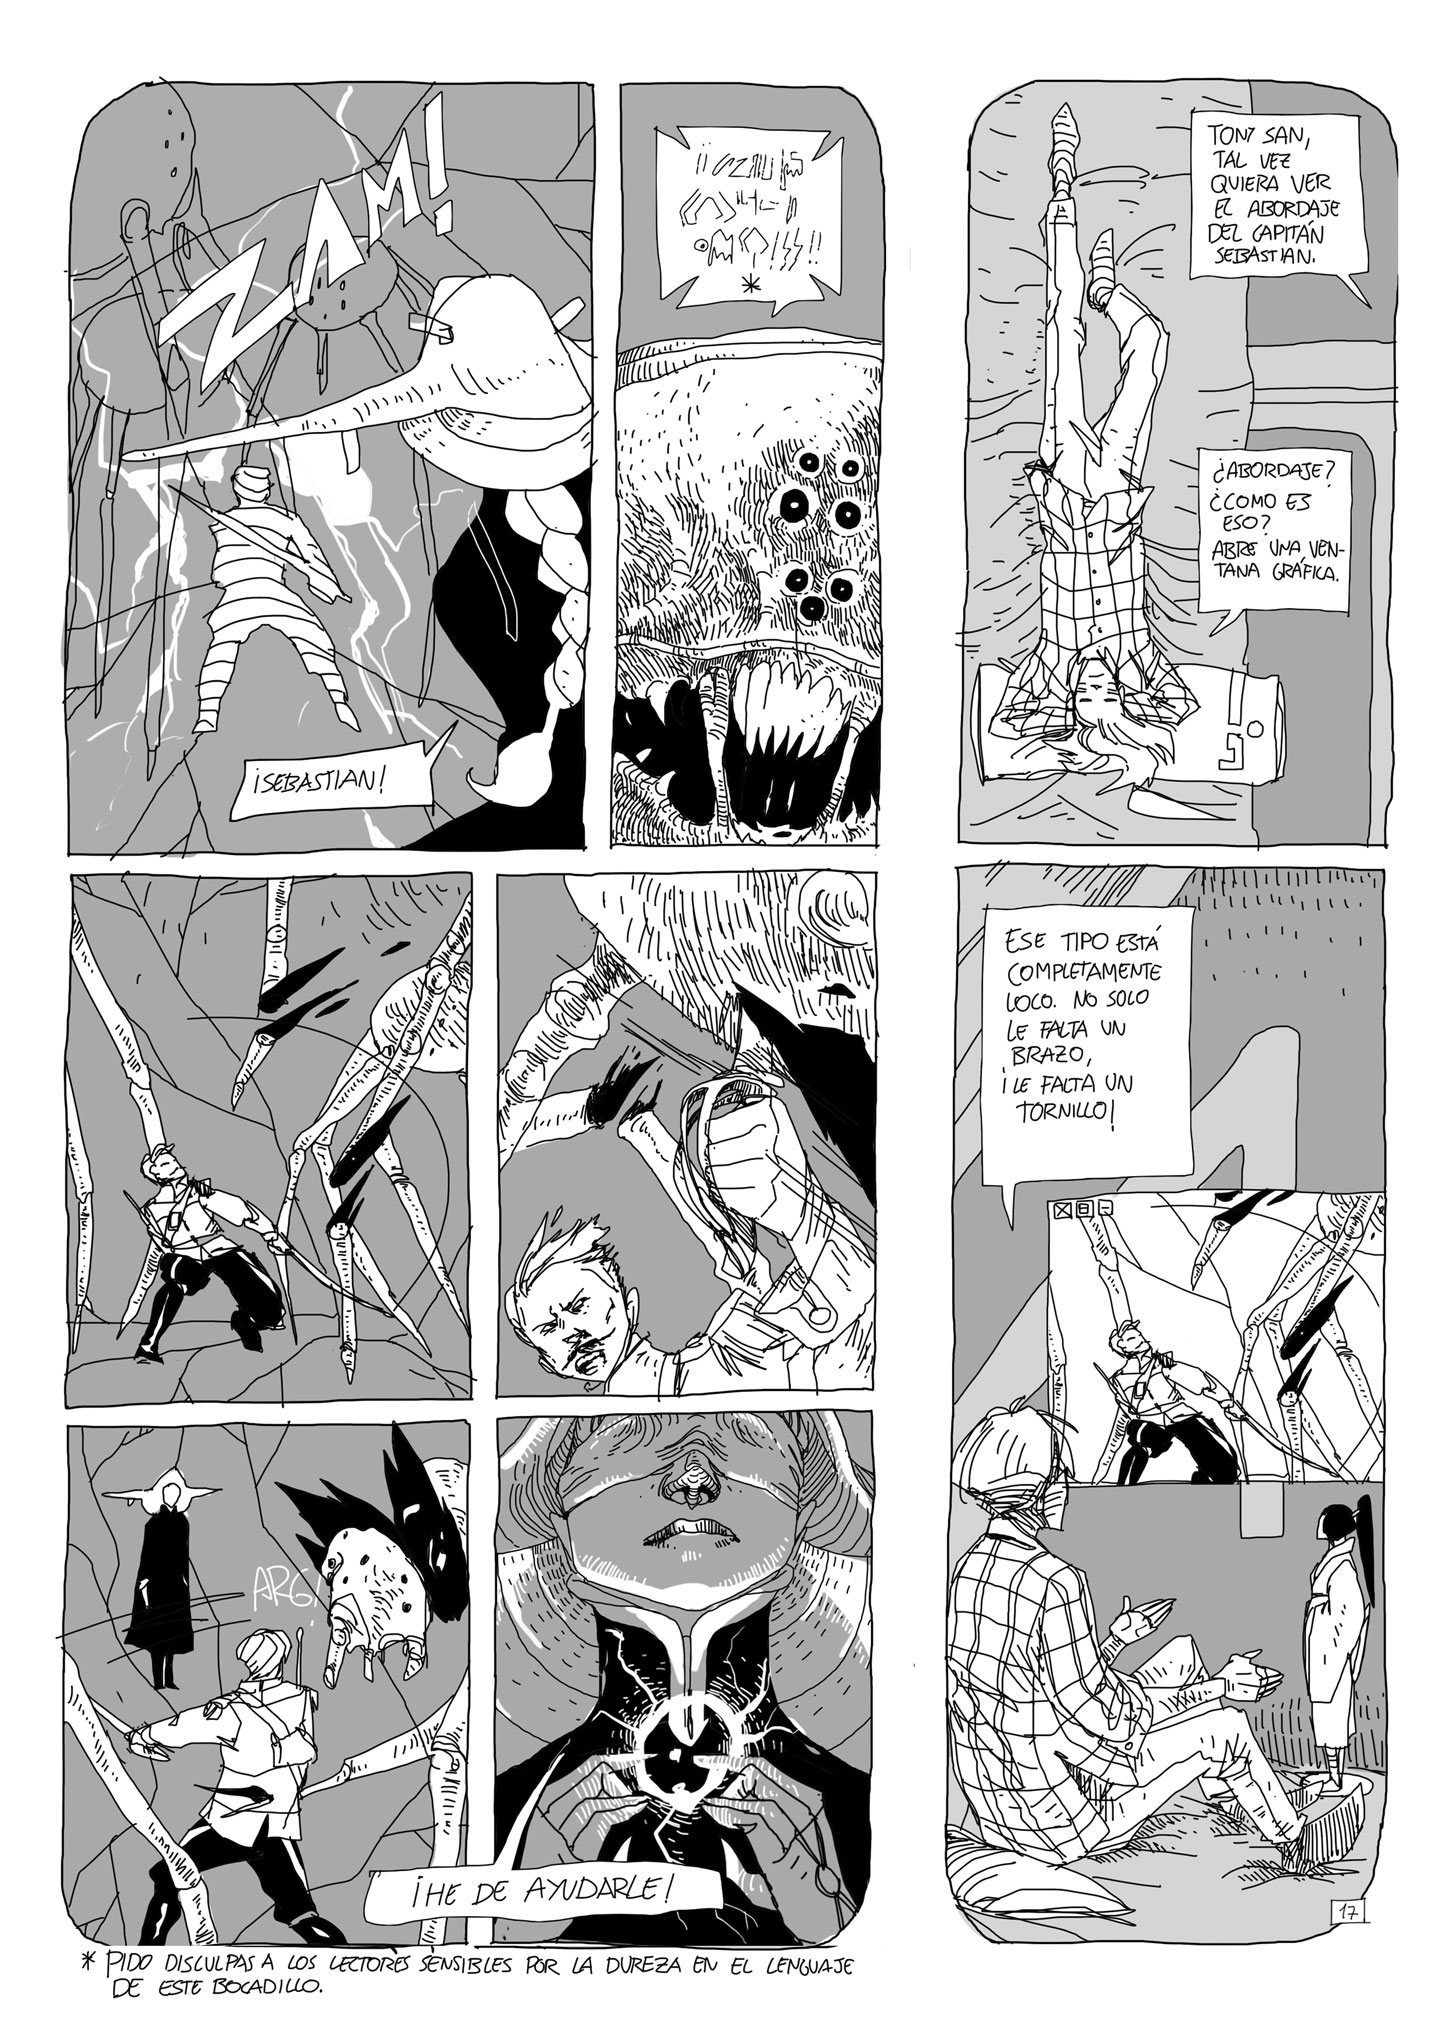 ZAM!
¡SEBASTIAN!
*
TONY SAN,
TAL VEZ
QUIERA VER
EL ABORDAJE
DEL CAPITÁN
SEBASTIAN.
¿ABORDAJE?
¿COMO ES
ESO?
ABRE UNA VEN-
TANA GRÁFICA.
ESE TIPO ESTÁ
COMPLETAMENTE
LOCO. NO SOLO
LE FALTA UN
BRAZO,
¡LE FALTA UN
TORNILLO!
ARG!
¡HE DE AYUDARLE!
17
* PIDO DISCULPAS A LOS LECTORES SENSIBLES POR LA DUREZA EN EL LENGUAJE
DE ESTE BOCADILLO.